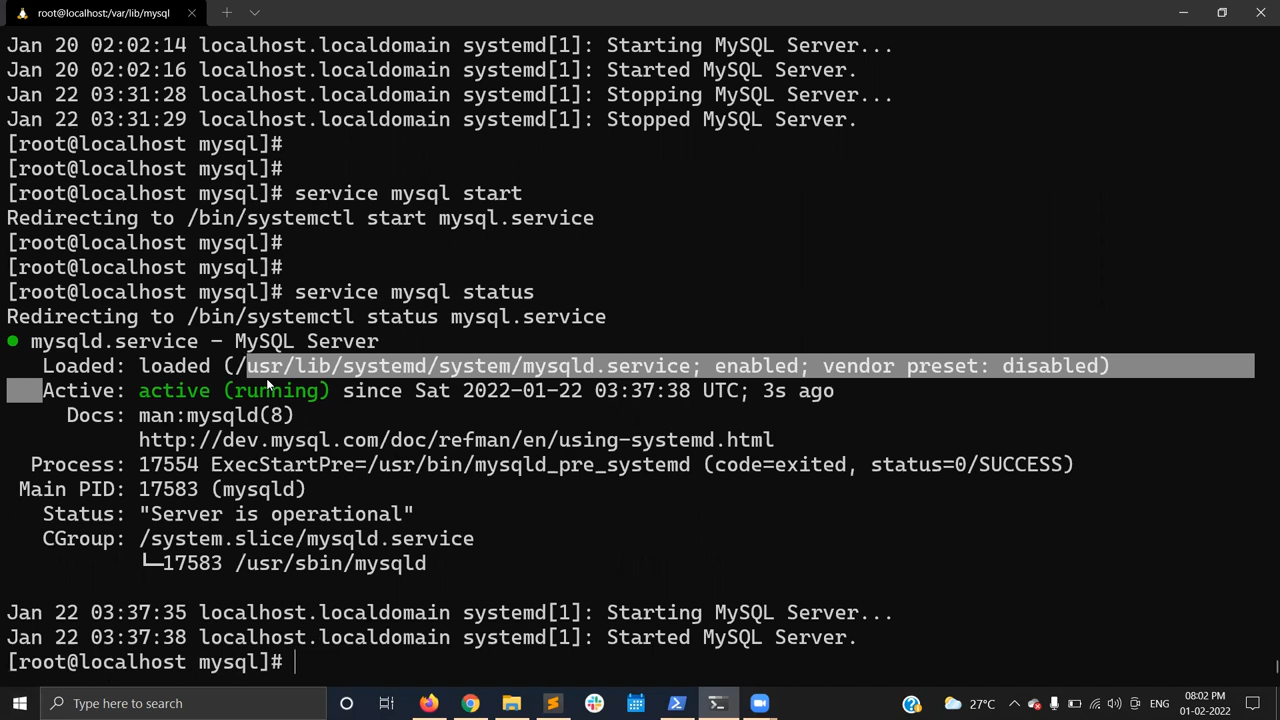 root@localhost:/var/lib/mysql
Jan 20 02:02:14 localhost.localdomain systemd[1]: Starting MySQL Server...
Jan 20 02:02:16 localhost.localdomain systemd[1]: Started MySQL Server.
Jan 22 03:31:28 localhost.localdomain systemd[1]: Stopping MySQL Server...
Jan 22 03:31:29 localhost.localdomain systemd[1]: Stopped MySQL Server.
[root@localhost mysql]#
[root@localhost mysql]#
[root@localhost mysql]# service mysql start
Redirecting to /bin/systemctl start mysql.service
[root@localhost mysql]#
[root@localhost mysql]#
[root@localhost mysql]# service mysql status
Redirecting to /bin/systemctl status mysql.service
● mysqld.service - MySQL Server
Loaded: loaded (/usr/lib/systemd/system/mysqld.service; enabled; vendor preset: disabled)
Active: active (running) since Sat 2022-01-22 03:37:38 UTC; 3s ago
Docs: man:mysqld(8)
http://dev.mysql.com/doc/refman/en/using-systemd.html
Process: 17554 ExecStartPre=/usr/bin/mysqld_pre_systemd (code=exited, status=0/SUCCESS)
Main PID: 17583 (mysqld)
Status: "Server is operational"
CGroup: /system.slice/mysqld.service
└─17583 /usr/sbin/mysqld
Jan 22 03:37:35 localhost.localdomain systemd[1]: Starting MySQL Server...
Jan 22 03:37:38 localhost.localdomain systemd[1]: Started MySQL Server.
[root@localhost mysql]#
Type here to search
27°C
ENG
08:02 PM
01-02-2022